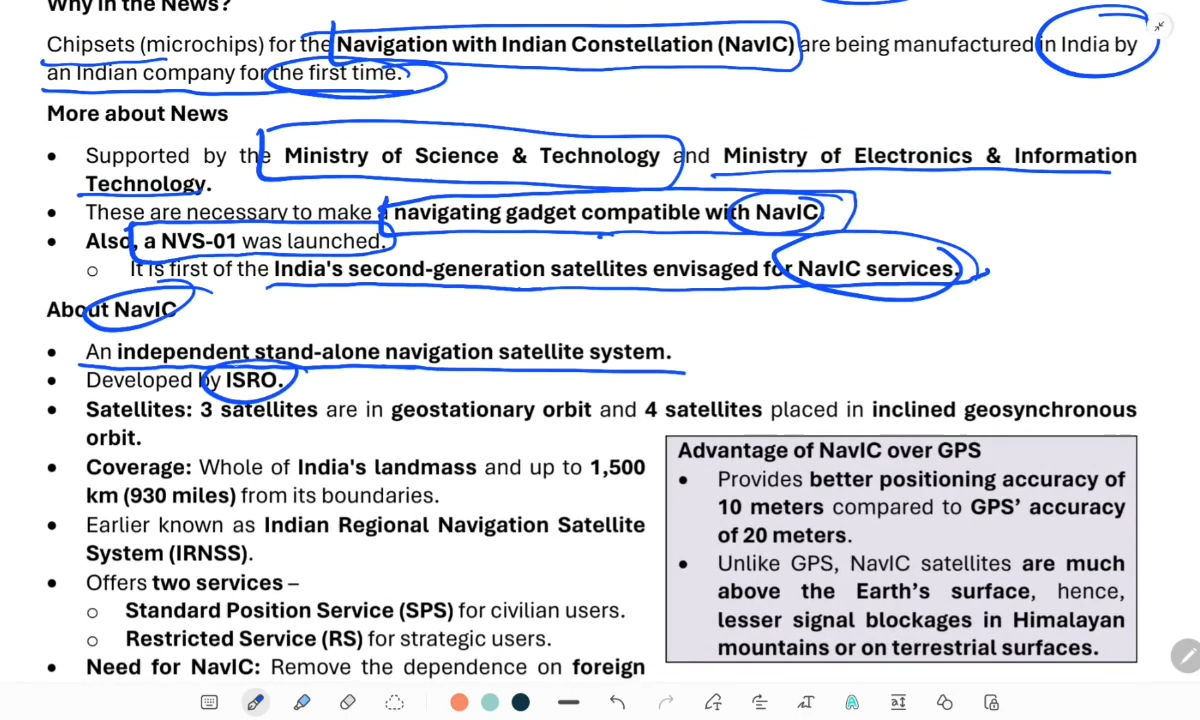 Why in the News?
Chipsets (microchips) for the Navigation with Indian Constellation (NavIC) are being manufactured in India by
an Indian company for the first time.
More about News
• Supported by the Ministry of Science & Technology and Ministry of Electronics & Information
Technology.
• These are necessary to make a navigating gadget compatible with NavIC.
• Also, a NVS-01 was launched.
o It is first of the India's second-generation satellites envisaged for NavIC services.
About NavIC
• An independent stand-alone navigation satellite system.
• Developed by ISRO.
• Satellites: 3 satellites are in geostationary orbit and 4 satellites placed in inclined geosynchronous
orbit.
• Coverage: Whole of India's landmass and up to 1,500
km (930 miles) from its boundaries.
• Earlier known as Indian Regional Navigation Satellite
System (IRNSS).
• Offers two services –
o Standard Position Service (SPS) for civilian users.
o Restricted Service (RS) for strategic users.
• Need for NavIC: Remove the dependence on foreign
Advantage of NavIC over GPS
• Provides better positioning accuracy of
10 meters compared to GPS’ accuracy
of 20 meters.
• Unlike GPS, NavIC satellites are much
above the Earth’s surface, hence,
lesser signal blockages in Himalayan
mountains or on terrestrial surfaces.